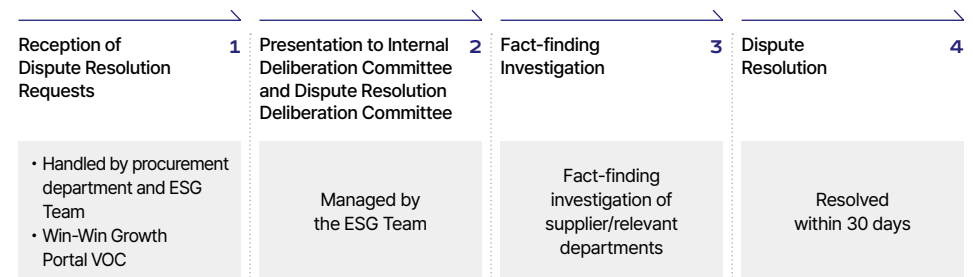 Reception of
Dispute Resolution
Requests
1
Presentation to Internal
Deliberation Committee
and Dispute Resolution
Deliberation Committee
2
Fact-finding
Investigation
3
Dispute
Resolution
4
• Handled by procurement
department and ESG
Team
• Win-Win Growth
Portal VOC
Managed by
the ESG Team
Fact-finding
investigation of
supplier/relevant
departments
Resolved
within 30 days